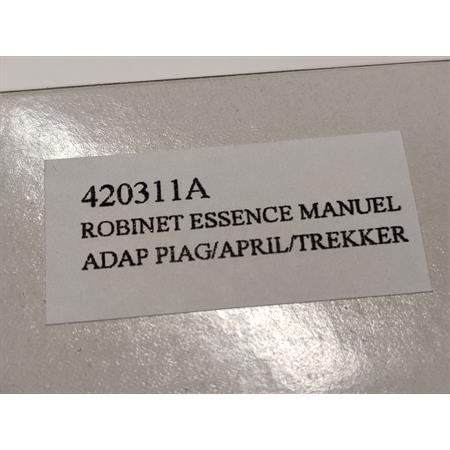 420311A
ROBINET ESSENCE MANUEL
ADAP PIAG/APRIL/TREKKER